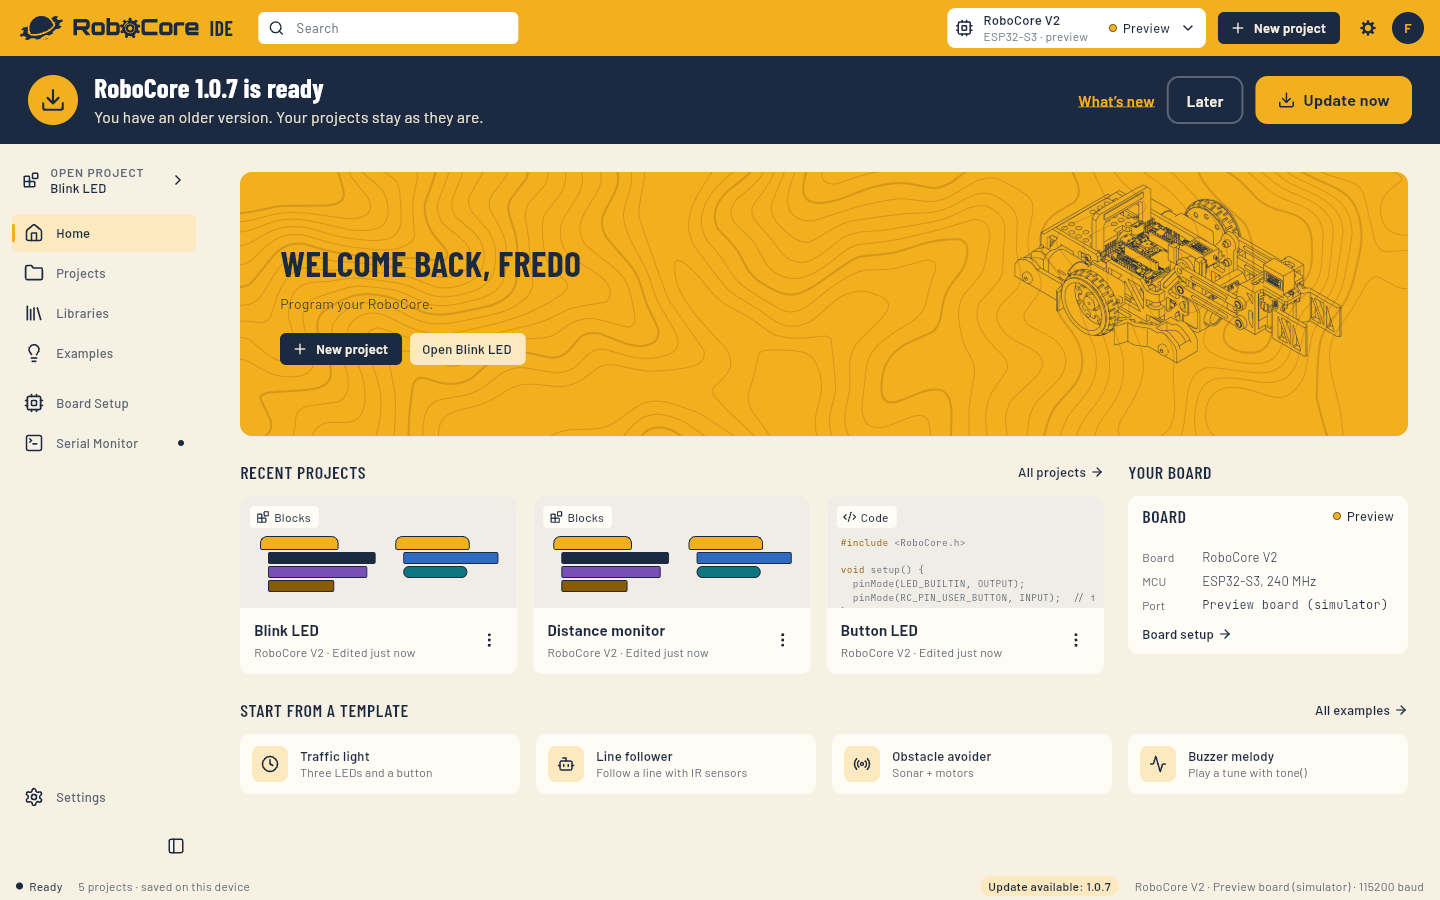 RoboCore IDE
Search
RoboCore V2
ESP32-S3 · preview
Preview
New project
F
RoboCore 1.0.7 is ready
You have an older version. Your projects stay as they are.
What's new
Later
Update now
OPEN PROJECT
Blink LED
Home
Projects
Libraries
Examples
Board Setup
Serial Monitor
Settings
WELCOME BACK, FREDO
Program your RoboCore.
New project
Open Blink LED
RECENT PROJECTS
All projects
Blocks
Blink LED
RoboCore V2 · Edited just now
Blocks
Distance monitor
RoboCore V2 · Edited just now
Code
#include <RoboCore.h>
void setup() {
pinMode(LED_BUILTIN, OUTPUT);
pinMode(RC_PIN_USER_BUTTON, INPUT); //
Button LED
RoboCore V2 · Edited just now
YOUR BOARD
BOARD
Preview
Board RoboCore V2
MCU ESP32-S3, 240 MHz
Port Preview board (simulator)
Board setup
START FROM A TEMPLATE
All examples
Traffic light
Three LEDs and a button
Line follower
Follow a line with IR sensors
Obstacle avoider
Sonar + motors
Buzzer melody
Play a tune with tone()
Ready
5 projects · saved on this device
Update available: 1.0.7
RoboCore V2 · Preview board (simulator) · 115200 baud